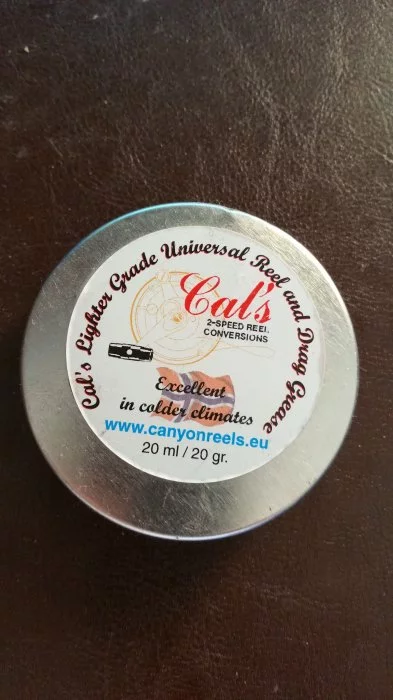 Cal's Lighter Grade Universal Reel and Drag Grease
Cal's
2-SPEED REEL
CONVERSIONS
Excellent
in colder climates
www.canyonreels.eu
20 ml / 20 gr.